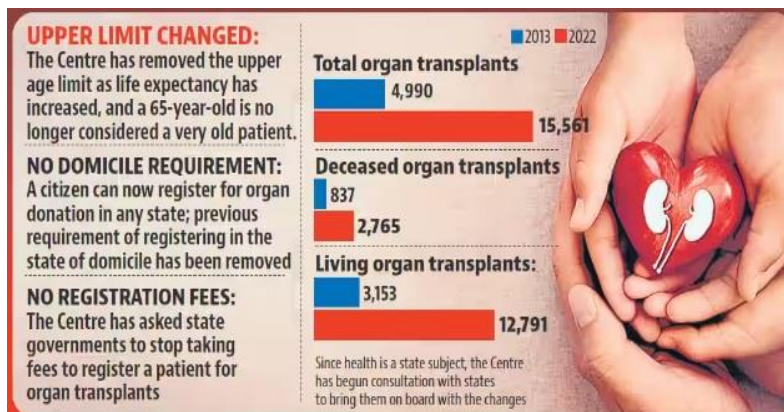 UPPER LIMIT CHANGED:
The Centre has removed the upper
age limit as life expectancy has
increased, and a 65-year-old is no
longer considered a very old patient.
NO DOMICILE REQUIREMENT:
A citizen can now register for organ
donation in any state; previous
requirement of registering in the
state of domicile has been removed
NO REGISTRATION FEES:
The Centre has asked state
governments to stop taking
fees to register a patient for
organ transplants
2013 2022
Total organ transplants
4,990
15,561
Deceased organ transplants
837
2,765
Living organ transplants:
3,153
12,791
Since health is a state subject, the Centre
has begun consultation with states
to bring them on board with the changes